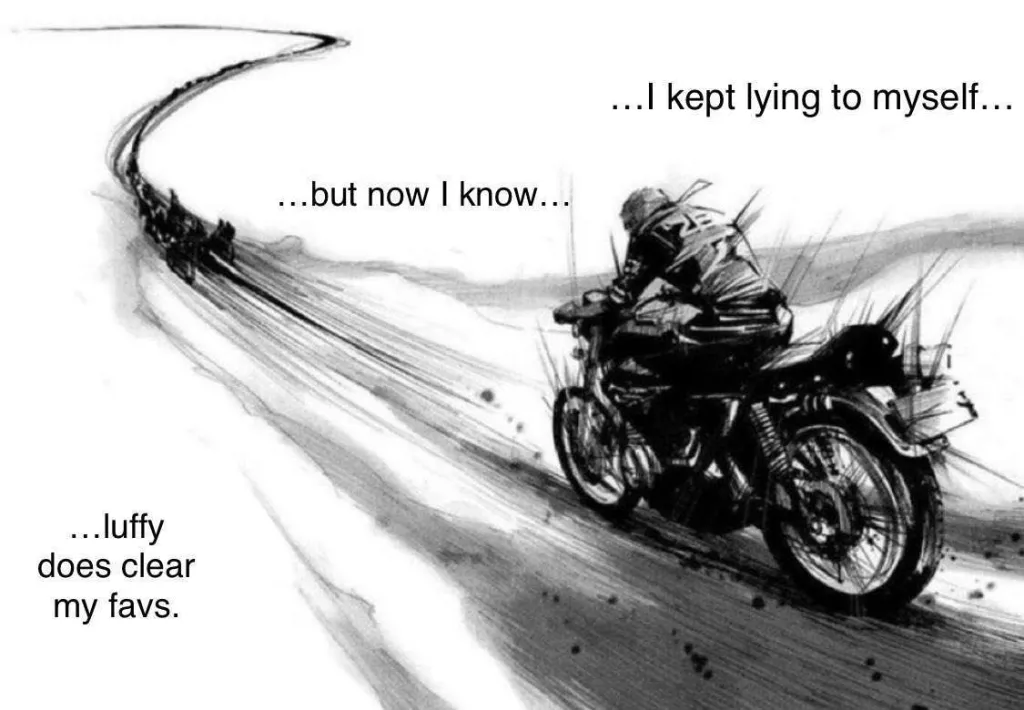 …I kept lying to myself…
…but now I know…
…luffy
does clear
my favs.